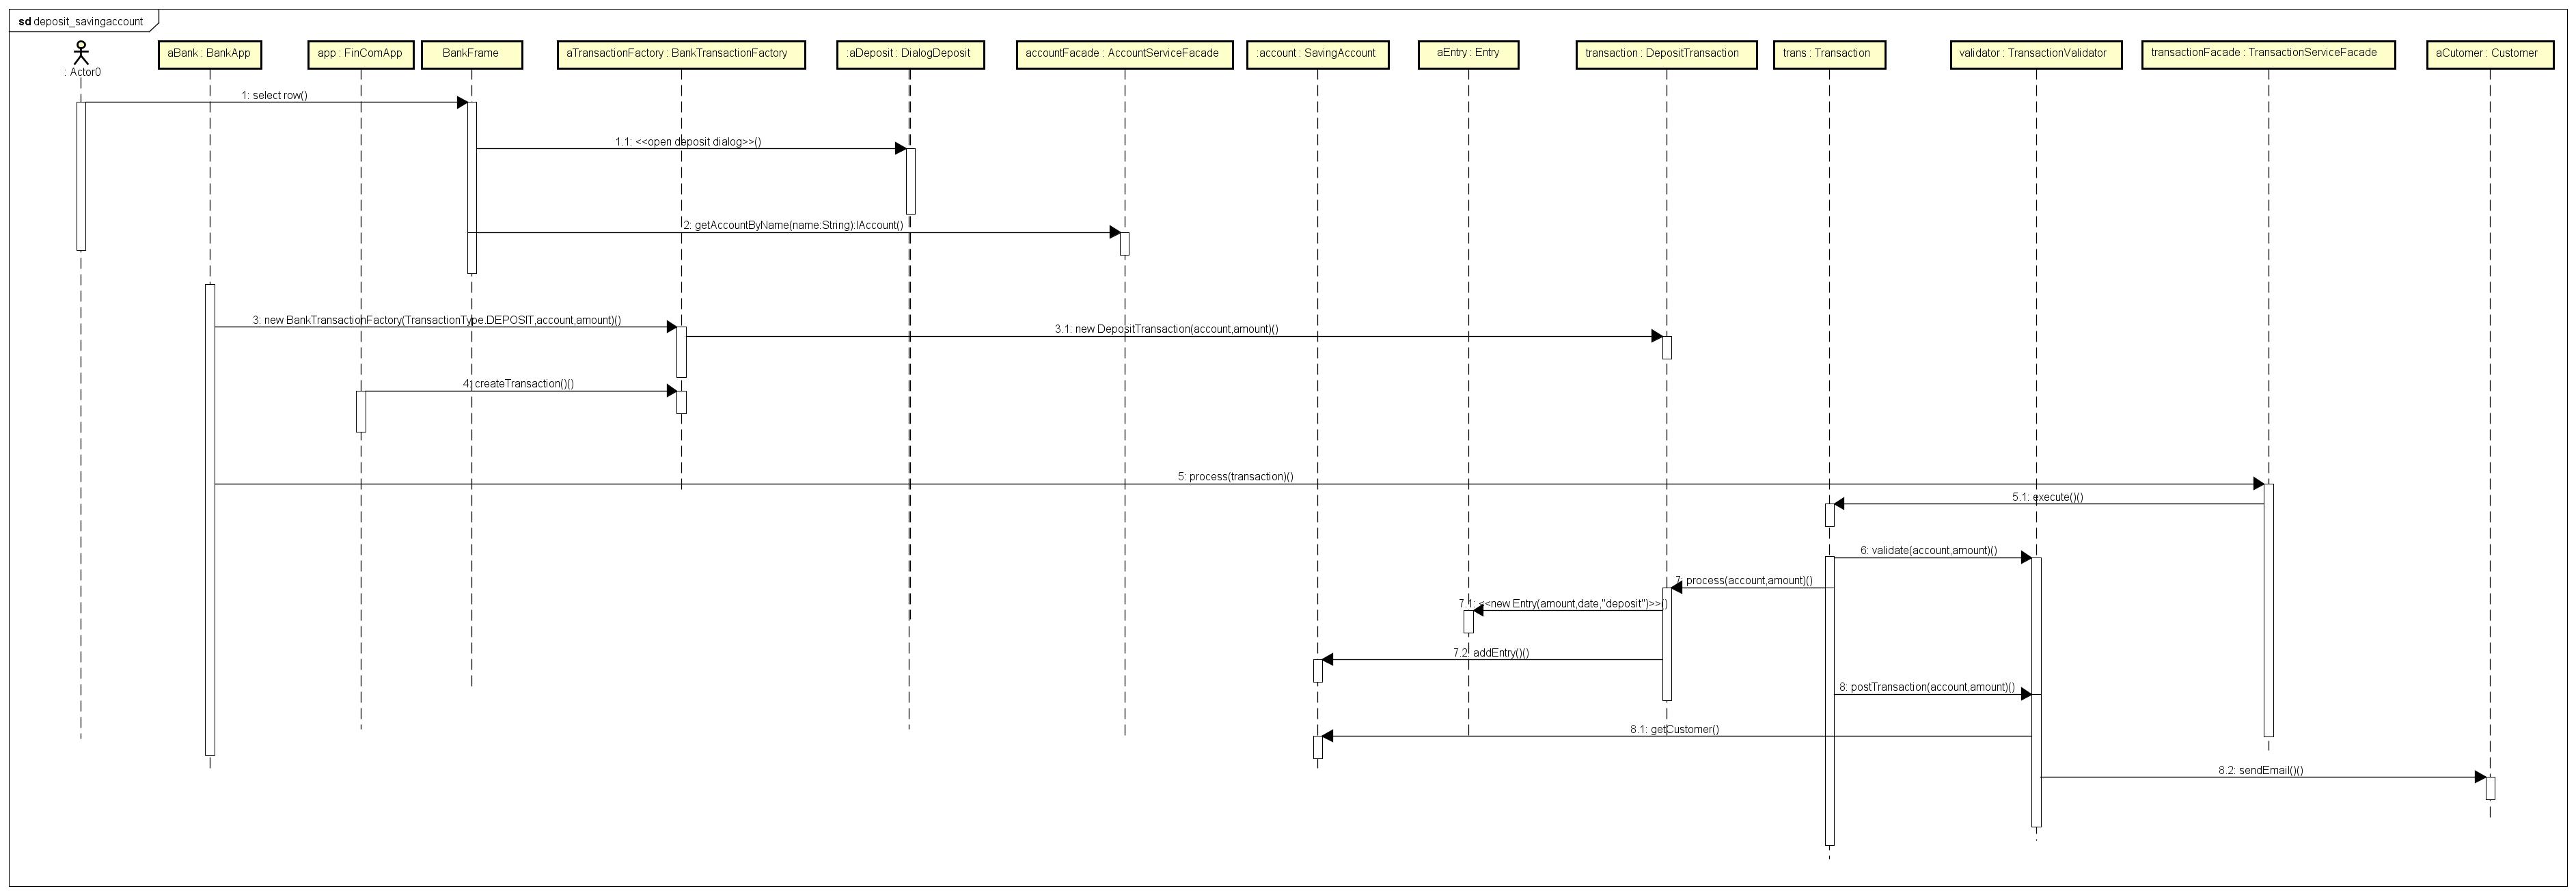 sd deposit_savingaccount
: Actor0
aBank : BankApp
app : FinComApp
BankFrame
aTransactionFactory : BankTransactionFactory
:aDeposit : DialogDeposit
accountFacade : AccountServiceFacade
:account : SavingAccount
aEntry : Entry
transaction : DepositTransaction
trans : Transaction
validator : TransactionValidator
transactionFacade : TransactionServiceFacade
aCutomer : Customer
1: select row()
1.1: <<open deposit dialog>>()
2: getAccountByName(name:String):IAccount()
3: new BankTransactionFactory(TransactionType.DEPOSIT,account,amount)()
3.1: new DepositTransaction(account,amount)()
4: createTransaction()()
5: process(transaction)()
5.1: execute()()
6: validate(account,amount)()
7: process(account,amount)()
7.1: <<new Entry(amount,date,"deposit")>>()
7.2: addEntry()()
8: postTransaction(account,amount)()
8.1: getCustomer()
8.2: sendEmail()()